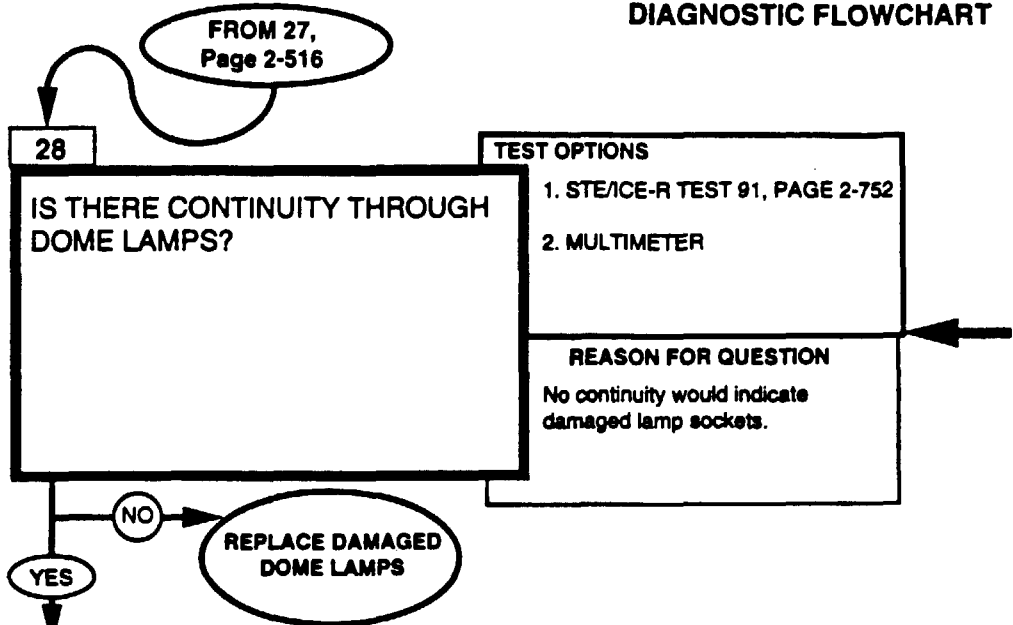 DIAGNOSTIC FLOWCHART
FROM 27,
Page 2-516
28
IS THERE CONTINUITY THROUGH
DOME LAMPS?
TEST OPTIONS
1. STE/ICE-R TEST 91, PAGE 2-752
2. MULTIMETER
REASON FOR QUESTION
No continuity would indicate
damaged lamp sockets.
NO
REPLACE DAMAGED
DOME LAMPS
YES